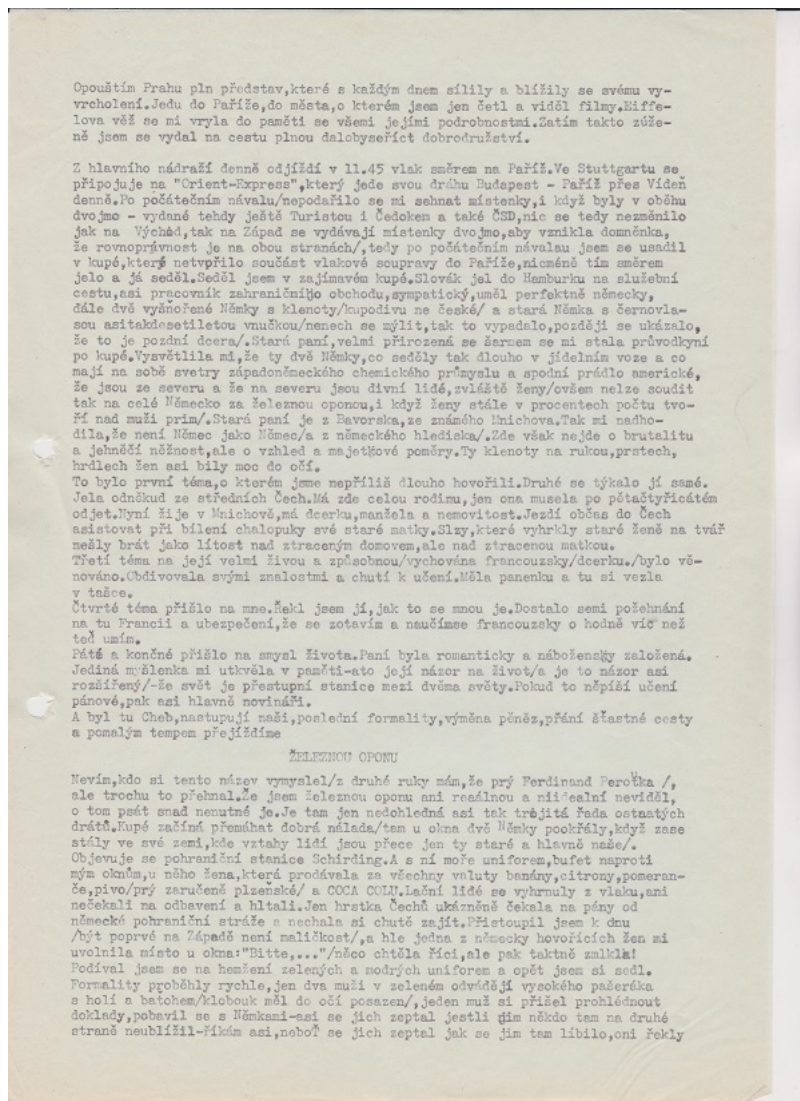 Opouštím Prahu pln představ,které s každým dnem sílily a blížily se svému vy-
vrcholení.Jedu do Paříže,do města,o kterém jsem jen četl a viděl filmy.Eiffe-
lova věž se mi vryla do paměti se všemi jejími podrobnostmi.Zatím takto zúže-
ně jsem se vydal na cestu plnou dalobyseříct dobrodružství.
Z hlavního nádraží denně odjíždí v 11.45 vlak směrem na Paříž.Ve Stuttgartu se
připojuje na "Orient-Express",který jede svou dráhu Budapest - Paříž přes Vídeň
denně.Po počátečním návalu/nepodařilo se mi sehnat místenky,i když byly v oběhu
dvojmo - vydané tehdy ještě Turistou i Čedokem a také ČSD,nic se tedy nezměnilo
jak na Východ,tak na Západ se vydávají místenky dvojmo,aby vznikla domněnka,
že rovnoprávnost je na obou stranách/,tedy po počátečním návalau jsem se usadil
v kupé,které netvořilo součást vlakové soupravy do Paříže,nicméně tím směrem
jelo a já seděl.Seděl jsem v zajímavém kupé.Slovák jel do Hamburku na služební
cestu,asi pracovník zahraničního obchodu,sympatický,uměl perfektně německy,
dále dvě vyšňořené Němky s klenoty/kupodivu ne české/ a stará Němka s černovla-
sou asitakdesetiletou vnučkou/nenech se mýlit,tak to vypadalo,později se ukázalo,
že to je pozdní dcera/.Stará paní,velmi přirozená se šarmem se mi stala průvodkyní
po kupé.Vysvětlila mi,že ty dvě Němky,co seděly tak dlouho v jídelním voze a co
mají na sobě svetry západoněmeckého chemického průmyslu a spodní prádlo americké,
že jsou ze severu a že na severu jsou divní lidé,zvláště ženy/ovšem nelze soudit
tak na celé Německo za železnou oponou,i když ženy stále v procentech počtu tvo-
ří nad muži prim/.Stará paní je z Bavorska,ze známého Mnichova.Tak mi nadho-
dila,že není Němec jako Němec/a z německého hlediska/.Zde však nejde o brutalitu
a jehněčí něžnost,ale o vzhled a majetkové poměry.Ty klenoty na rukou,prstech,
hrdlech žen asi bily moc do očí.
To bylo první téma,o kterém jsme nepříliš dlouho hovořili.Druhé se týkalo jí samé.
Jela odněkud ze středních Čech.Má zde celou rodinu,jen ona musela po pětačtyřicátém
odjet.Nyní žije v Mnichově,má dcerku,manžela a nemovitost.Jezdí občas do Čech
asistovat při bílení chalopuky své staré matky.Slzy,které vyhrkly staré ženě na tvář
nešly brát jako lítost nad ztraceným domovem,ale nad ztracenou matkou.
Třetí téma na její velmi živou a způsobnou/vychována francouzsky/dcerku./bylo vě-
nováno.Obdivovala svými znalostmi a chutí k učení.Měla panenku a tu si vezla
v tašce.
Čtvrté téma přišlo na mne.Řekl jsem jí,jak to se mnou je.Dostalo semi požehnání
na tu Francii a ubezpečení,že se zotavím a naučímse francouzsky o hodně víc než
teď umím.
Páté a končné přišlo na smysl života.Paní byla romanticky a nábožensky založená.
Jediná myšlenka mi utkvěla v paměti-ato její názor na život/a je to názor asi
rozšířený/-že svět je přestupní stanice mezi dvěma světy.Pokud to nepíší učení
pánové,pak asi hlavně novináři.
A byl tu Cheb,nastupují naši,poslední formality,výměna pěněz,přání šťastné cesty
a pomalým tempem přejíždíme
ŽELEZNOU OPONU
Nevím,kdo si tento název vymyslel/z druhé ruky mám,že prý Ferdinand Peroutka /,
ale trochu to přehnal.Že jsem železnou oponu ani reaálnou a niidealní neviděl,
o tom psát snad nenutné je.Je tam jen nedohledná asi tak trojitá řada ostnatých
drátů.Kupé začíná přemáhat dobrá nálada/tam u okna dvě Němky pookřály,když zase
stály ve své zemi,kde vztahy lidí jsou přece jen ty staré a hlavně naše/.
Objevuje se pohraniční stanice Schirding.A s ní moře uniforem,bufet naproti
mým oknům,u něho žena,která prodávala za všechny valuty banány,citrony,pomeran-
če,pivo/prý zaručeně plzeňské/ a COCA COLU.Lační lidé se vyhrnuly z vlaku,ani
nečekali na odbavení a hltali.Jen hrstka Čechů ukázněně čekala na pány od
německé pohraniční stráže a nechala si chutě zajít.Přistoupil jsem k dnu
/být poprvé na Západě není maličkost/,a hle jedna z německy hovořících žen mi
uvolnila místo u okna:"Bitte,..."/něco chtěla říci,ale pak taktně zmlkla!
Podíval jsem se na hemžení zelených a modrých uniforem a opět jsem si sedl.
Formality proběhly rychle,jen dva muži v zeleném odvádějí vysokého pašeráka
s holí a batohem/klobouk měl do očí posazen/,jeden muž si přišel prohlédnout
doklady,pobavil se s Němkami-asi se jich zeptal jestli jim někdo tam na druhé
straně neublížil-říkám asi,neboť se jich zeptal jak se jim tam líbilo,oni řekly